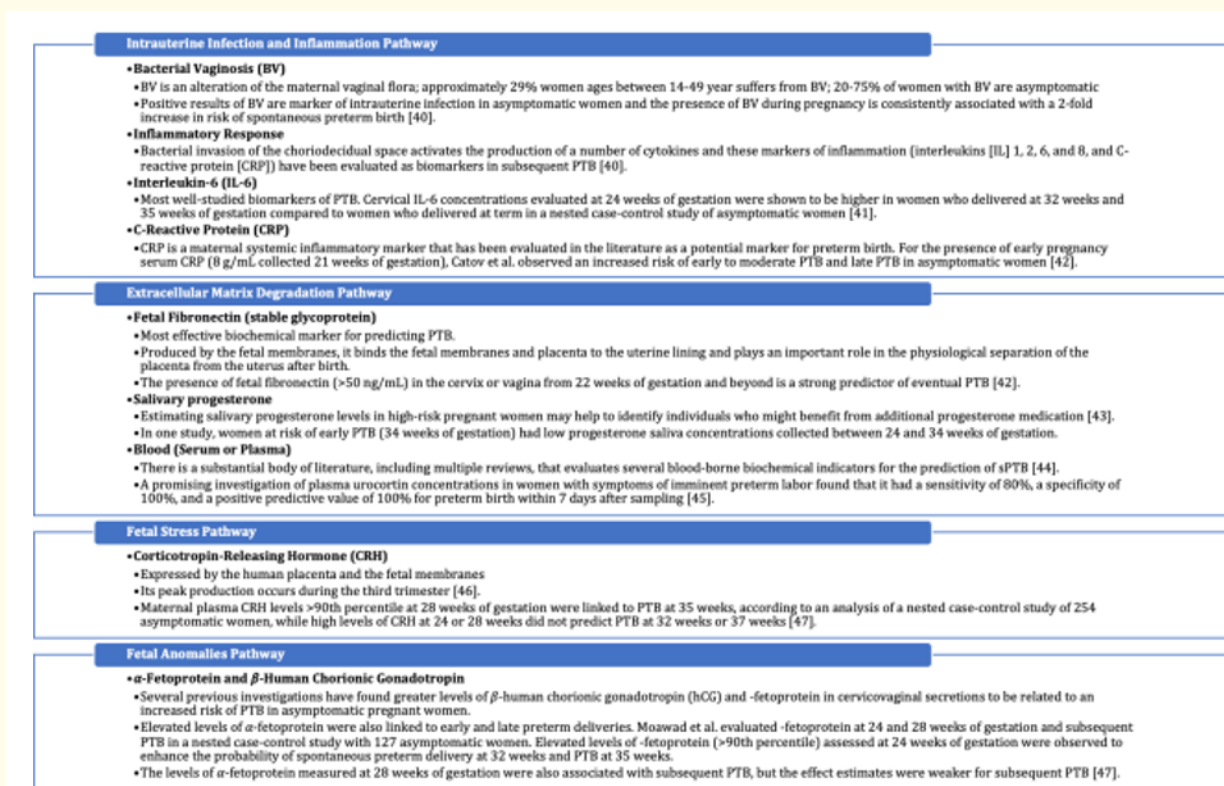 Intrauterine Infection and Inflammation Pathway
•Bacterial Vaginosis (BV)
•BV is an alteration of the maternal vaginal flora; approximately 29% women ages between 14-49 year suffers from BV; 20-75% of women with BV are asymptomatic
•Positive results of BV are marker of intrauterine infection in asymptomatic women and the presence of BV during pregnancy is consistently associated with a 2-fold
increase in risk of spontaneous preterm birth [40].
•Inflammatory Response
•Bacterial invasion of the choriodecidual space activates the production of a number of cytokines and these markers of inflammation (interleukins [IL] 1, 2, 6, and 8, and C-
reactive protein [CRP]) have been evaluated as biomarkers in subsequent PTB [40].
•Interleukin-6 (IL-6)
•Most well-studied biomarkers of PTB. Cervical IL-6 concentrations evaluated at 24 weeks of gestation were shown to be higher in women who delivered at 32 weeks and
35 weeks of gestation compared to women who delivered at term in a nested case-control study of asymptomatic women [41].
•C-Reactive Protein (CRP)
•CRP is a maternal systemic inflammatory marker that has been evaluated in the literature as a potential marker for preterm birth. For the presence of early pregnancy
serum CRP (8 g/mL collected 21 weeks of gestation), Catov et al. observed an increased risk of early to moderate PTB and late PTB in asymptomatic women [42].
Extracellular Matrix Degradation Pathway
•Fetal Fibronectin (stable glycoprotein)
•Most effective biochemical marker for predicting PTB.
•Produced by the fetal membranes, it binds the fetal membranes and placenta to the uterine lining and plays an important role in the physiological separation of the
placenta from the uterus after birth.
•The presence of fetal fibronectin (>50 ng/mL) in the cervix or vagina from 22 weeks of gestation and beyond is a strong predictor of eventual PTB [42].
•Salivary progesterone
•Estimating salivary progesterone levels in high-risk pregnant women may help to identify individuals who might benefit from additional progesterone medication [43].
•In one study, women at risk of early PTB (34 weeks of gestation) had low progesterone saliva concentrations collected between 24 and 34 weeks of gestation.
•Blood (Serum or Plasma)
•There is a substantial body of literature, including multiple reviews, that evaluates several blood-borne biochemical indicators for the prediction of sPTB [44].
•A promising investigation of plasma urocortin concentrations in women with symptoms of imminent preterm labor found that it had a sensitivity of 80%, a specificity of
100%, and a positive predictive value of 100% for preterm birth within 7 days after sampling [45].
Fetal Stress Pathway
•Corticotropin-Releasing Hormone (CRH)
•Expressed by the human placenta and the fetal membranes
•Its peak production occurs during the third trimester [46].
•Maternal plasma CRH levels >90th percentile at 28 weeks of gestation were linked to PTB at 35 weeks, according to an analysis of a nested case-control study of 254
asymptomatic women, while high levels of CRH at 24 or 28 weeks did not predict PTB at 32 weeks or 37 weeks [47].
Fetal Anomalies Pathway
•α-Fetoprotein and β-Human Chorionic Gonadotropin
•Several previous investigations have found greater levels of β-human chorionic gonadotropin (hCG) and -fetoprotein in cervicovaginal secretions to be related to an
increased risk of PTB in asymptomatic pregnant women.
•Elevated levels of α-fetoprotein were also linked to early and late preterm deliveries. Moawad et al. evaluated -fetoprotein at 24 and 28 weeks of gestation and subsequent
PTB in a nested case-control study with 127 asymptomatic women. Elevated levels of -fetoprotein (>90th percentile) assessed at 24 weeks of gestation were observed to
enhance the probability of spontaneous preterm delivery at 32 weeks and PTB at 35 weeks.
•The levels of α-fetoprotein measured at 28 weeks of gestation were also associated with subsequent PTB, but the effect estimates were weaker for subsequent PTB [47].